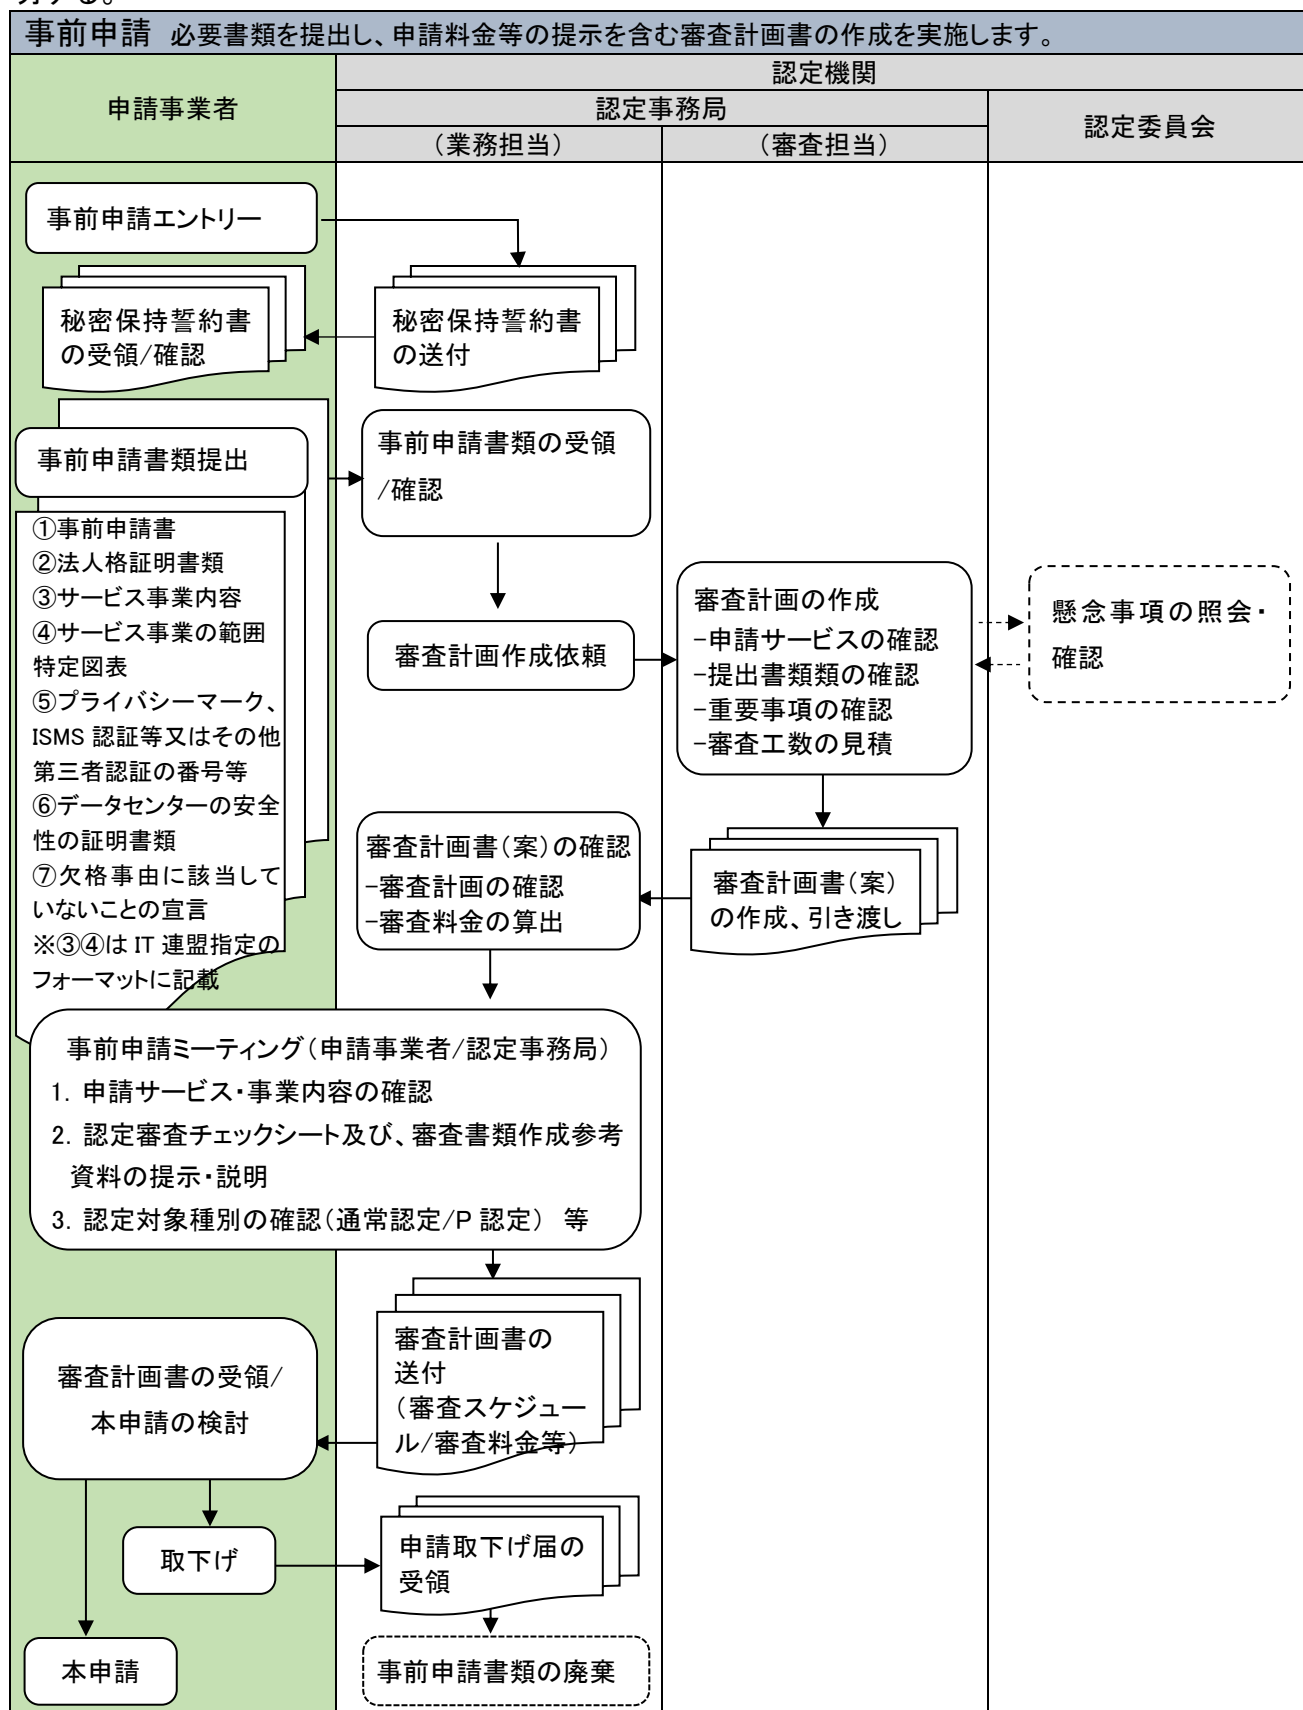 事前申請 必要書類を提出し、申請料金等の提示を含む審査計画書の作成を実施します。
申請事業者
認定機関
認定事務局
認定委員会
（業務担当）
（審査担当）
事前申請エントリー
秘密保持誓約書
の受領/確認
秘密保持誓約書
の送付
事前申請書類提出
事前申請書類の受領
/確認
①事前申請書
②法人格証明書類
③サービス事業内容
④サービス事業の範囲
特定図表
⑤プライバシーマーク、
ISMS 認証等又はその他
第三者認証の番号等
⑥データセンターの安全
性の証明書類
⑦欠格事由に該当して
いないことの宣言
※③④は IT 連盟指定の
フォーマットに記載
審査計画作成依頼
審査計画の作成
-申請サービスの確認
-提出書類類の確認
-重要事項の確認
-審査工数の見積
懸念事項の照会・
確認
審査計画書（案）の確認
-審査計画の確認
-審査料金の算出
審査計画書（案）
の作成、引き渡し
事前申請ミーティング（申請事業者/認定事務局）
1. 申請サービス・事業内容の確認
2. 認定審査チェックシート及び、審査書類作成参考
資料の提示・説明
3. 認定対象種別の確認（通常認定/P 認定） 等
審査計画書の受領/
本申請の検討
審査計画書の
送付
（審査スケジュー
ル/審査料金等）
取下げ
申請取下げ届の
受領
本申請
事前申請書類の廃棄